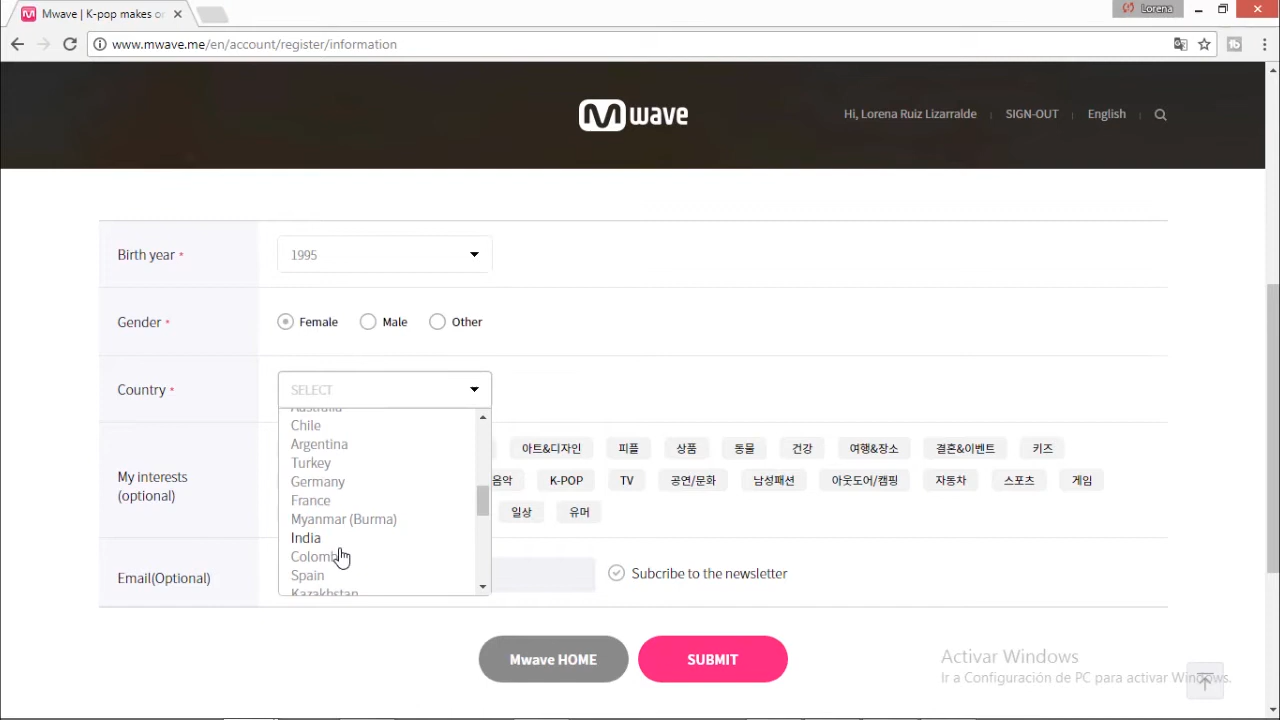 Mwave | K-pop makes o
Lorena
www.mwave.me/en/account/register/information
Mwave
Hi, Lorena Ruiz Lizarralde
SIGN-OUT
English
Birth year *
1995
Gender *
Female
Male
Other
Country *
SELECT
Australia
Chile
Argentina
Turkey
Germany
France
Myanmar (Burma)
India
Colomb
Spain
Kazakhstan
My interests
(optional)
아트&디자인 피플 상품 동물 건강 여행&장소 결혼&이벤트 키즈
음악 K-POP TV 공연/문화 남성패션 아웃도어/캠핑 자동차 스포츠 게임
일상 유머
Email(Optional)
Subcribe to the newsletter
Mwave HOME
SUBMIT
Activar Windows
Ir a Configuración de PC para activar Windows.